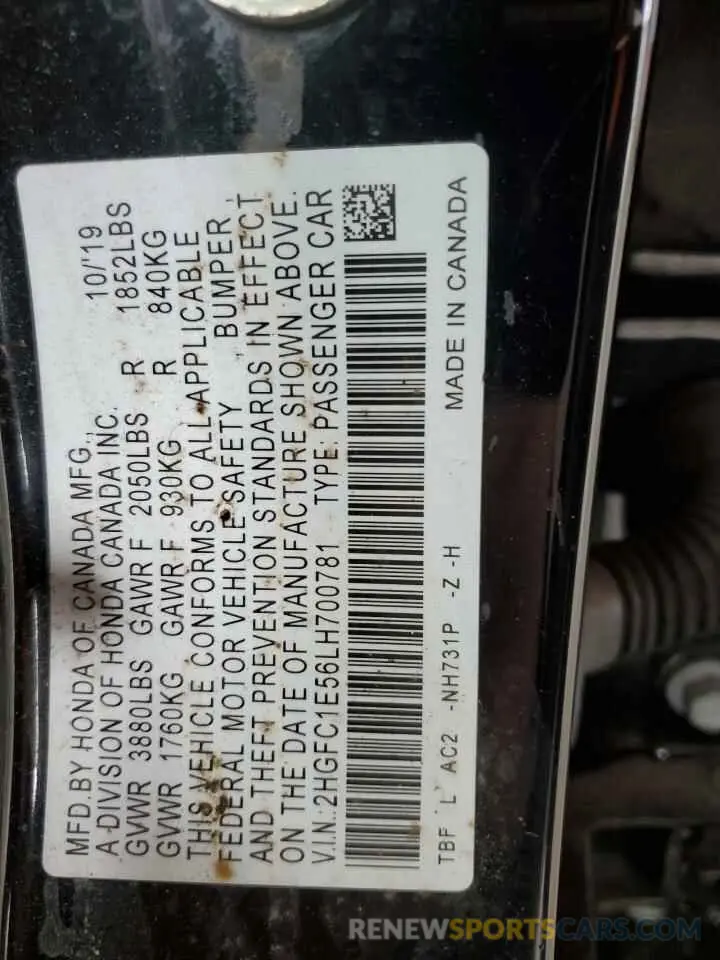 MFD.BY HONDA OF CANADA MFG., 10/'19
A DIVISION OF HONDA CANADA INC.
GVWR 3880LBS GAWR F 2050LBS R 1852LBS
GVWR 1760KG GAWR F 930KG R 840KG
THIS VEHICLE CONFORMS TO ALL APPLICABLE
FEDERAL MOTOR VEHICLE SAFETY, BUMPER,
AND THEFT PREVENTION STANDARDS IN EFFECT
ON THE DATE OF MANUFACTURE SHOWN ABOVE.
V.I.N.:2HGFC1E56LH700781 TYPE: PASSENGER CAR
TBF L AC2 -NH731P -Z -H MADE IN CANADA
RENEWSPORTSCARS.COM